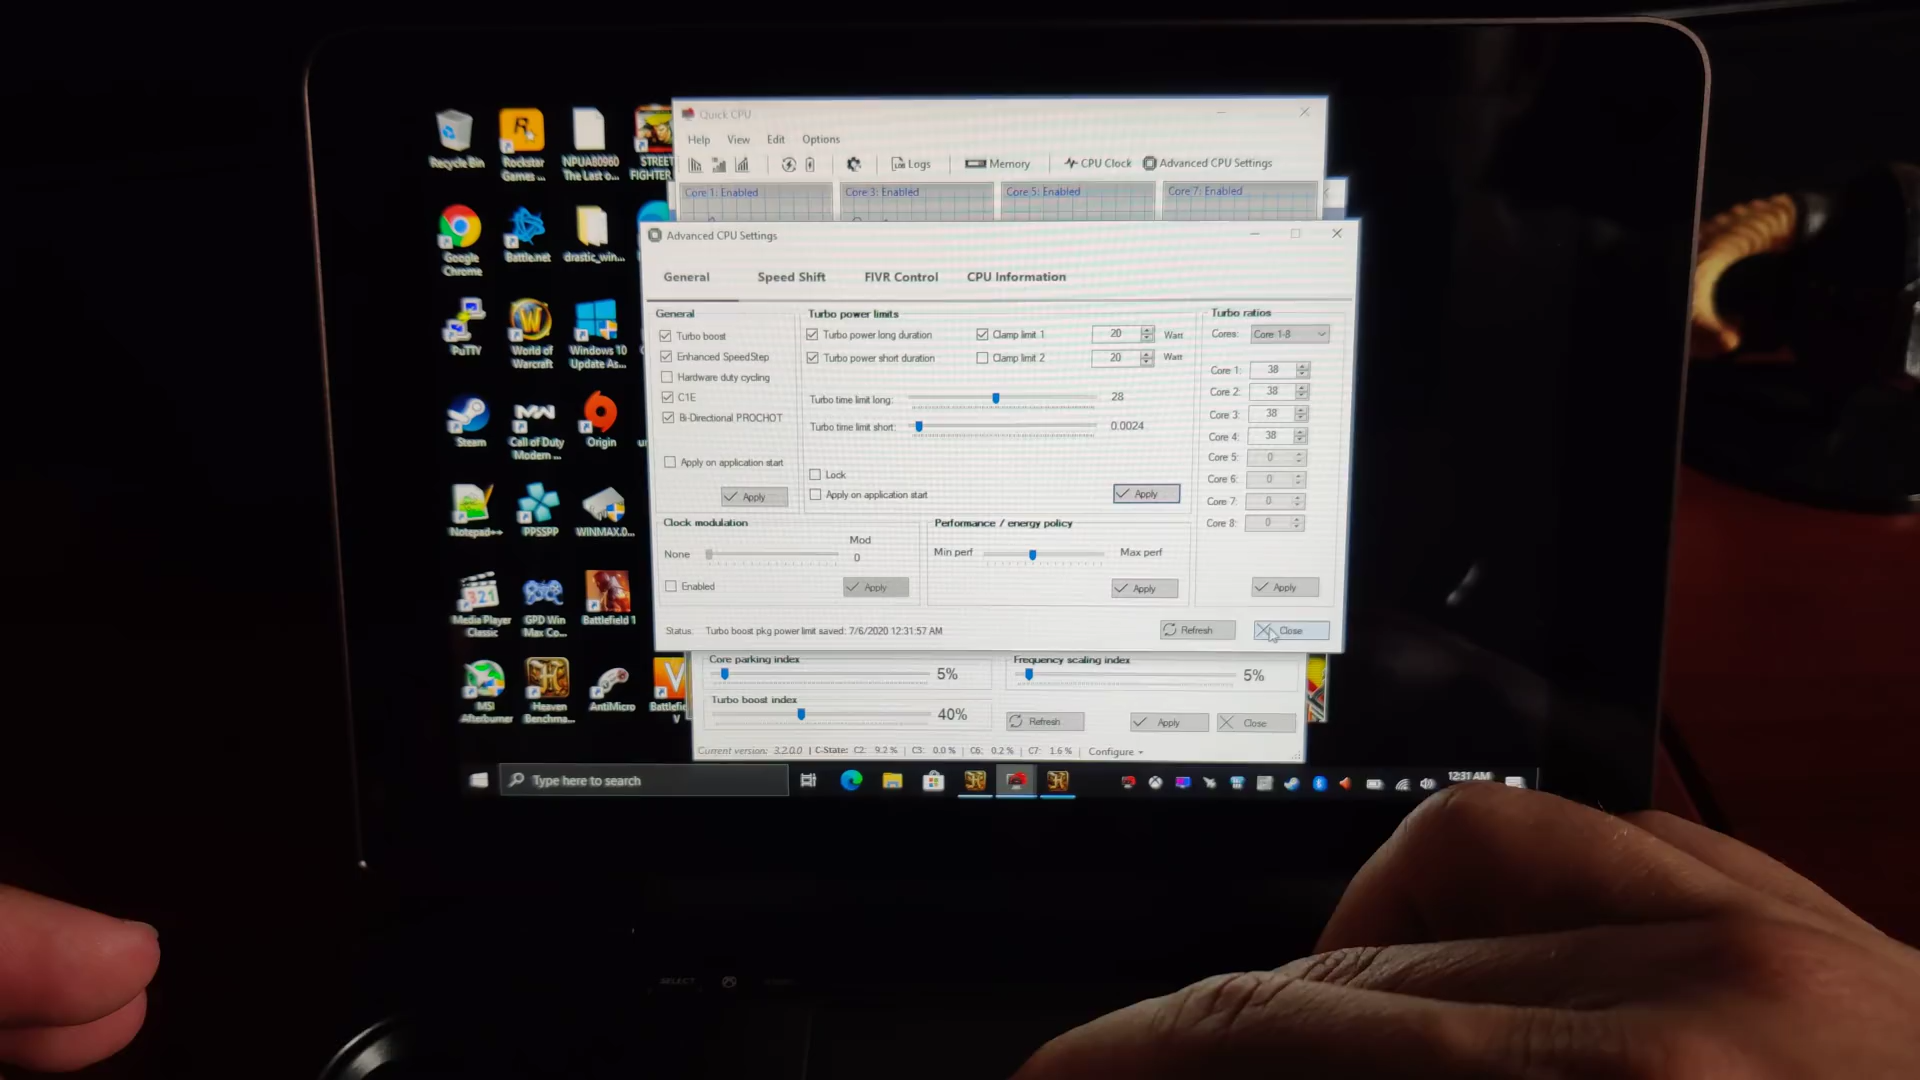 Quick CPU
Help View Edit Options
Logs Memory CPU Clock Advanced CPU Settings
Core 1: Enabled Core 3: Enabled Core 5: Enabled Core 7: Enabled
Advanced CPU Settings
General Speed Shift FIVR Control CPU Information
General
Turbo boost
Enhanced SpeedStep
Hardware duty cycling
C1E
Bi-Directional PROCHOT
Apply on application start
Apply
Turbo power limits
Turbo power long duration Clamp limit 1 20 Watt
Turbo power short duration Clamp limit 2 20 Watt
Turbo time limit long: 28
Turbo time limit short: 0.0024
Lock
Apply on application start Apply
Turbo ratios
Cores: Core 1-8
Core 1: 38
Core 2: 38
Core 3: 38
Core 4: 38
Core 5: 0
Core 6: 0
Core 7: 0
Core 8: 0
Apply
Clock modulation
Mod
None 0
Enabled Apply
Performance / energy policy
Min perf Max perf
Apply
Status: Turbo boost pkg power limit saved: 7/6/2020 12:31:57 AM Refresh Close
Core parking index 5%
Frequency scaling index 5%
Turbo boost index 40%
Refresh Apply Close
Current version: 3.2.0.0 | C-State: C2: 9.2 % | C3: 0.0 % | C6: 0.2 % | C7: 1.6 % | Configure
Recycle Bin
Rockstar
Games ...
NPUA80960
The Last o...
STREET
FIGHTER
Google
Chrome
Battle.net
drastic_win...
PuTTY
World of
Warcraft
Windows 10
Update As...
Steam
Call of Duty
Modern ...
Origin
Notepad++
PPSSPP
WINMAX.0...
Media Player
Classic
GPD Win
Max Co...
Battlefield 1
MSI
Afterburner
Heaven
Benchma...
AntiMicro
Battlefie
V
Type here to search
12:31 AM
SELECT